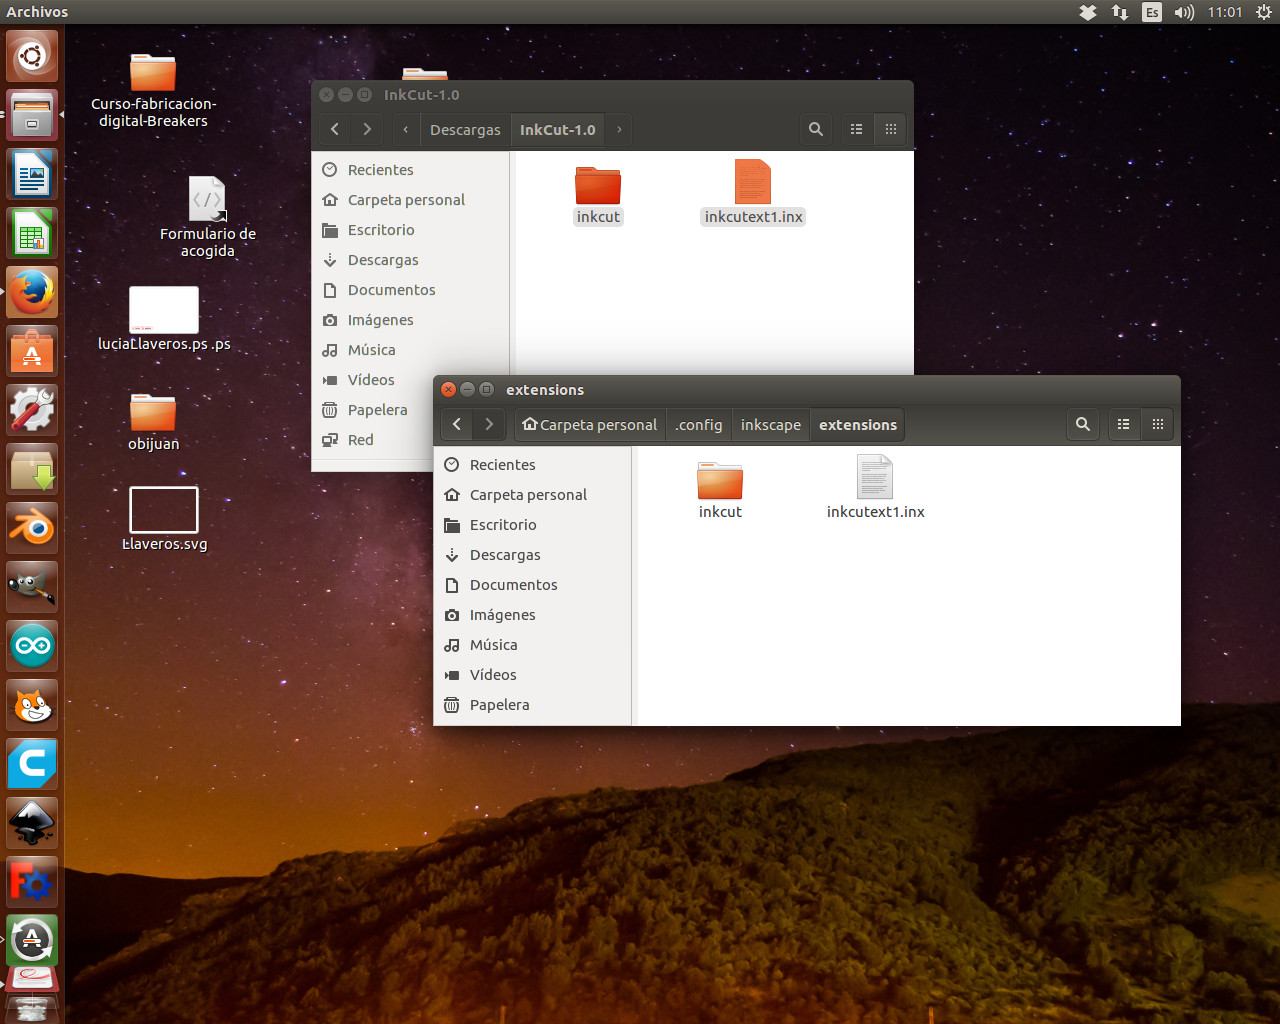 Archivos
Es
11:01
Curso-fabricacion-
digital-Breakers
Formulario de
acogida
luciaLlaveros.ps .ps
obijuan
Llaveros.svg
InkCut-1.0
Descargas
InkCut-1.0
Recientes
Carpeta personal
Escritorio
Descargas
Documentos
Imágenes
Música
Vídeos
Papelera
Red
inkcut
inkcutext1.inx
extensions
Carpeta personal
.config
inkscape
extensions
Recientes
Carpeta personal
Escritorio
Descargas
Documentos
Imágenes
Música
Vídeos
Papelera
inkcut
inkcutext1.inx